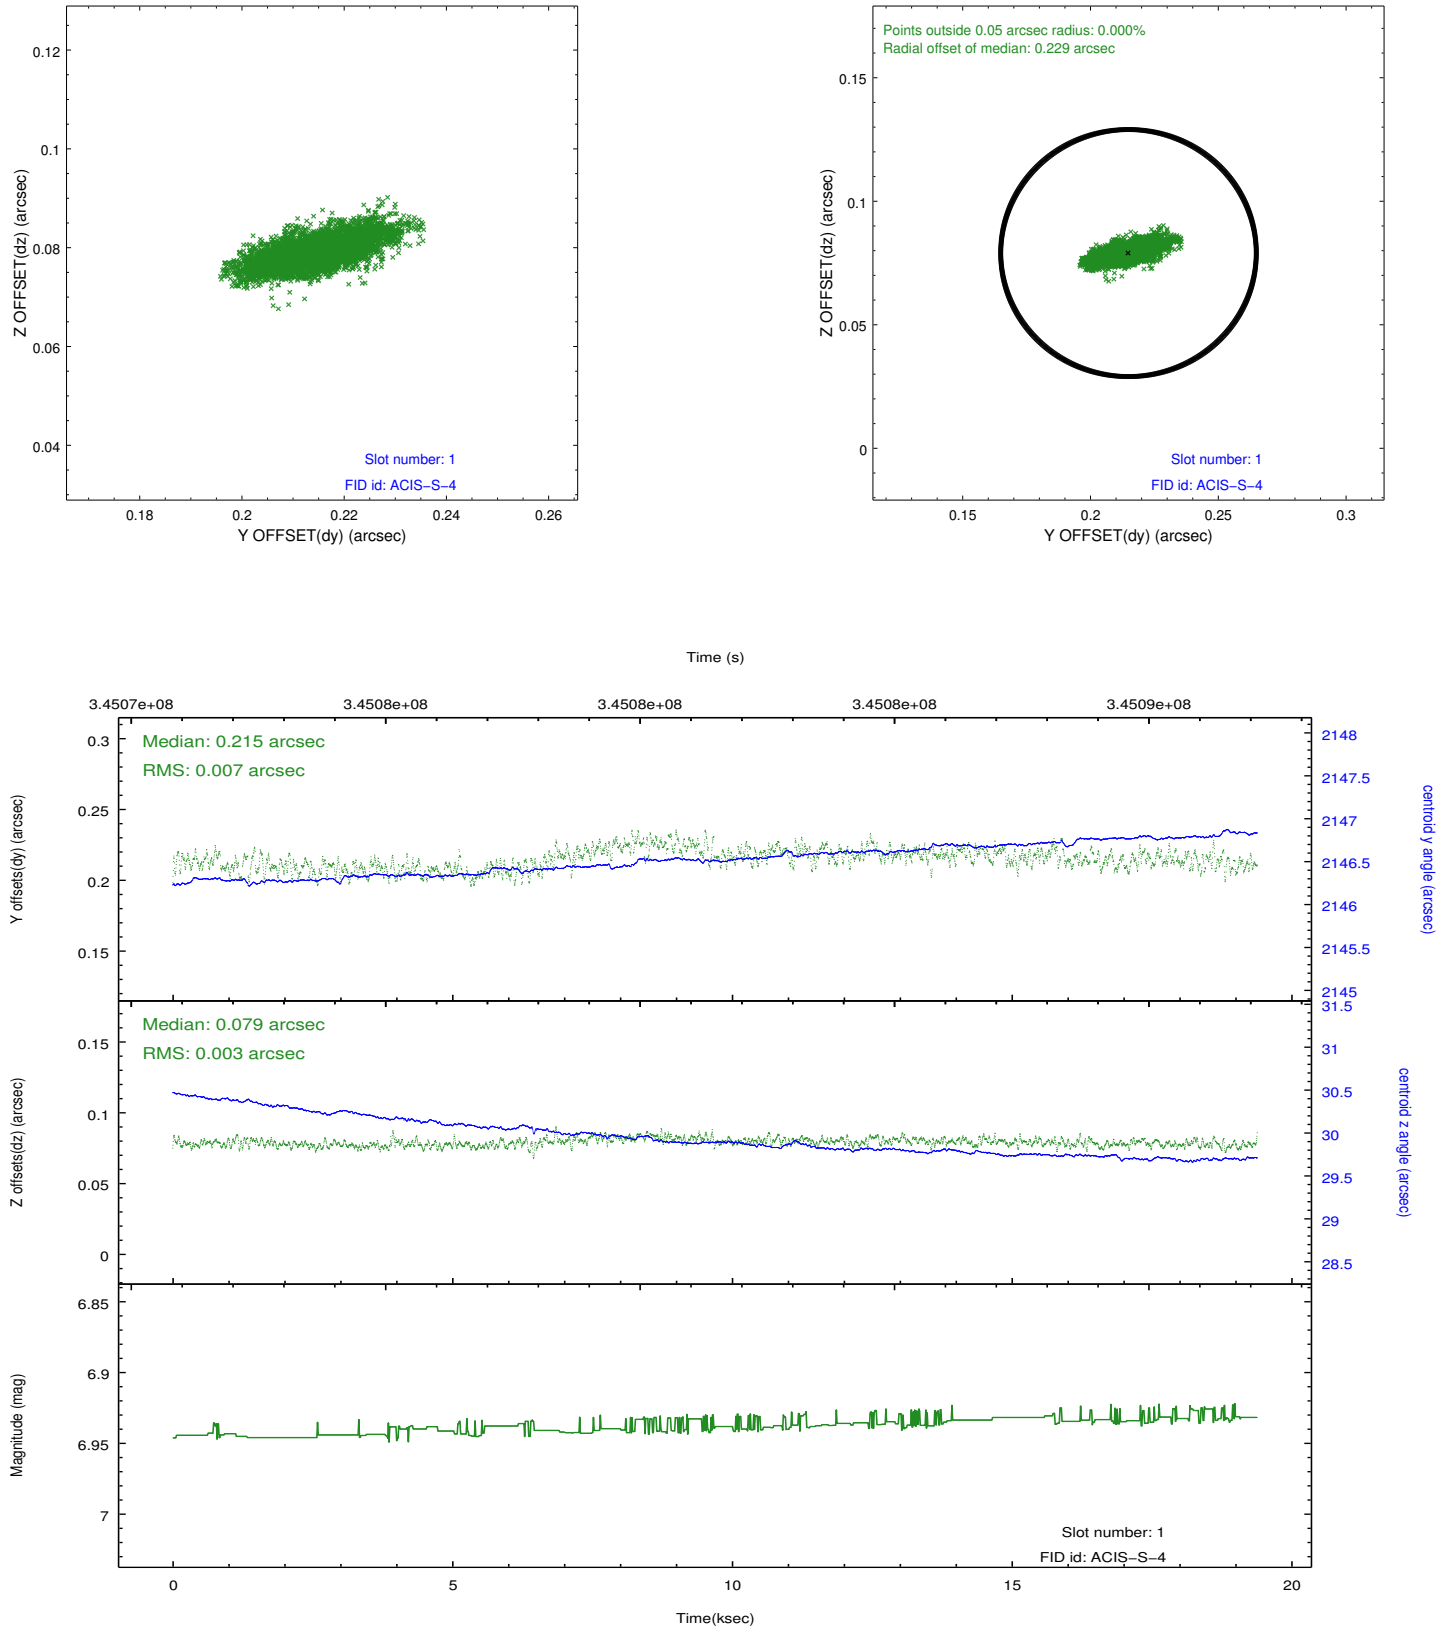 0.12
0.1
0.08
0.06
0.04
0.18
0.2
0.22
0.24
0.26
Z OFFSET(dz) (arcsec)
Y OFFSET(dy) (arcsec)
Slot number: 1
FID id: ACIS−S−4
Points outside 0.05 arcsec radius: 0.000%
Radial offset of median: 0.229 arcsec
0.15
0.1
0.05
0
0.15
0.2
0.25
0.3
Z OFFSET(dz) (arcsec)
Y OFFSET(dy) (arcsec)
Slot number: 1
FID id: ACIS−S−4
Time (s)
3.4507e+08
3.4508e+08
3.4508e+08
3.4508e+08
3.4509e+08
Median: 0.215 arcsec
RMS: 0.007 arcsec
0.3
0.25
0.2
0.15
Y offsets(dy) (arcsec)
2148
2147.5
2147
2146.5
2146
2145.5
2145
centroid y angle (arcsec)
Median: 0.079 arcsec
RMS: 0.003 arcsec
0.15
0.1
0.05
0
Z offsets(dz) (arcsec)
31.5
31
30.5
30
29.5
29
28.5
centroid z angle (arcsec)
6.85
6.9
6.95
7
Magnitude (mag)
Slot number: 1
FID id: ACIS−S−4
0
5
10
15
20
Time(ksec)